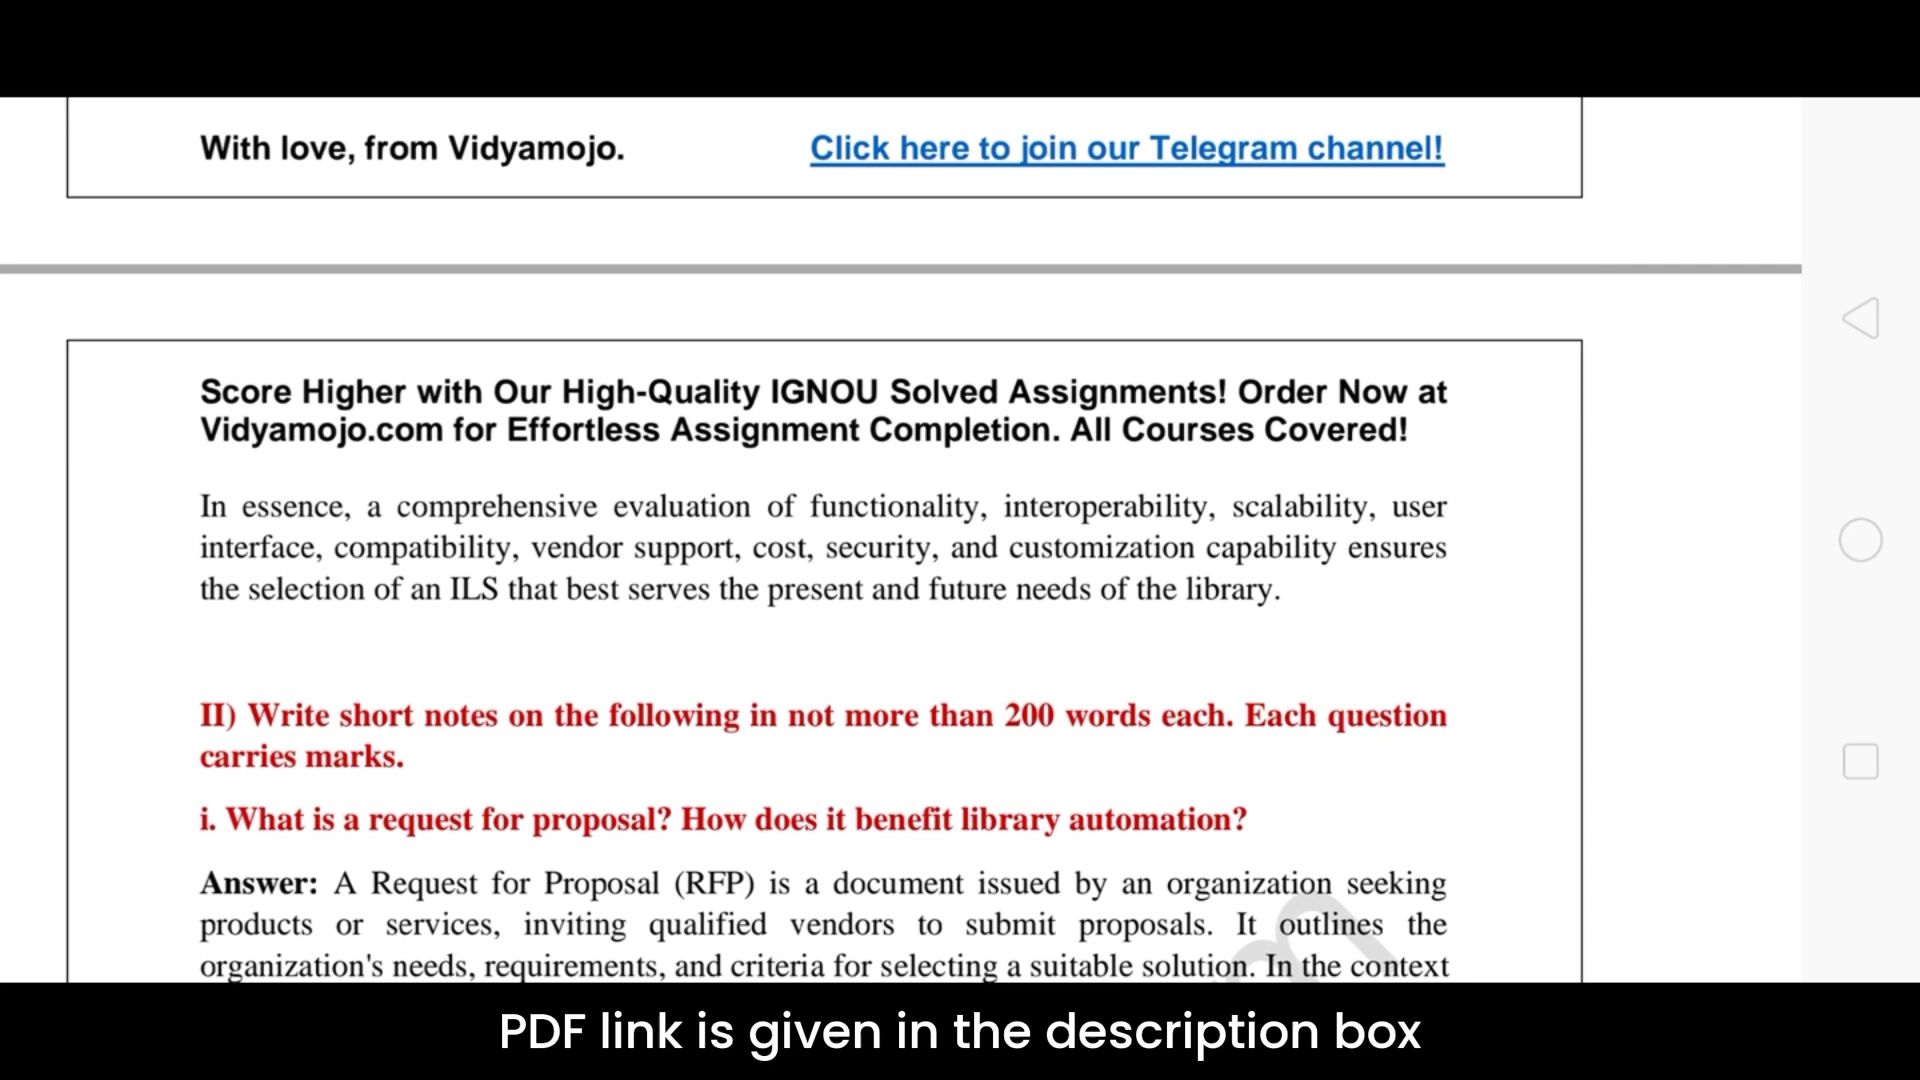 With love, from Vidyamojo. Click here to join our Telegram channel!
Score Higher with Our High-Quality IGNOU Solved Assignments! Order Now at
Vidyamojo.com for Effortless Assignment Completion. All Courses Covered!
In essence, a comprehensive evaluation of functionality, interoperability, scalability, user
interface, compatibility, vendor support, cost, security, and customization capability ensures
the selection of an ILS that best serves the present and future needs of the library.
II) Write short notes on the following in not more than 200 words each. Each question
carries marks.
i. What is a request for proposal? How does it benefit library automation?
Answer: A Request for Proposal (RFP) is a document issued by an organization seeking
products or services, inviting qualified vendors to submit proposals. It outlines the
organization's needs, requirements, and criteria for selecting a suitable solution. In the context
PDF link is given in the description box